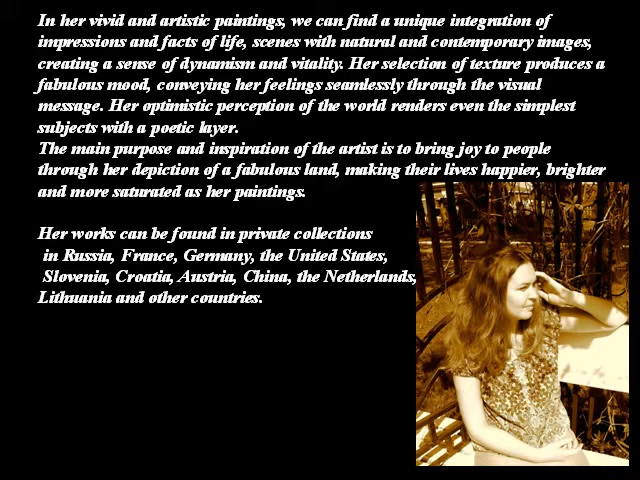 In her vivid and artistic paintings, we can find a unique integration of
impressions and facts of life, scenes with natural and contemporary images,
creating a sense of dynamism and vitality. Her selection of texture produces a
fabulous mood, conveying her feelings seamlessly through the visual
message. Her optimistic perception of the world renders even the simplest
subjects with a poetic layer.
The main purpose and inspiration of the artist is to bring joy to people
through her depiction of a fabulous land, making their lives happier, brighter
and more saturated as her paintings.
Her works can be found in private collections
in Russia, France, Germany, the United States,
Slovenia, Croatia, Austria, China, the Netherlands,
Lithuania and other countries.